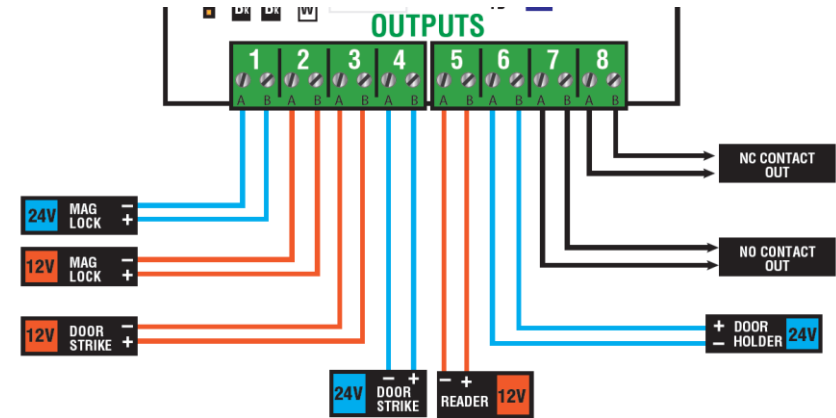 OUTPUTS
1 2 3 4 5 6 7 8
A B A B A B A B A B A B A B A B
NC CONTACT
OUT
24V MAG LOCK − +
12V MAG LOCK − +
NO CONTACT
OUT
12V DOOR STRIKE − +
+ − DOOR HOLDER 24V
24V − + DOOR STRIKE
− + READER 12V